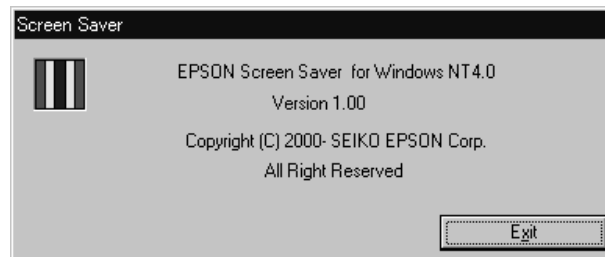 Screen Saver
EPSON Screen Saver for Windows NT4.0
Version 1.00
Copyright (C) 2000- SEIKO EPSON Corp.
All Right Reserved
Exit